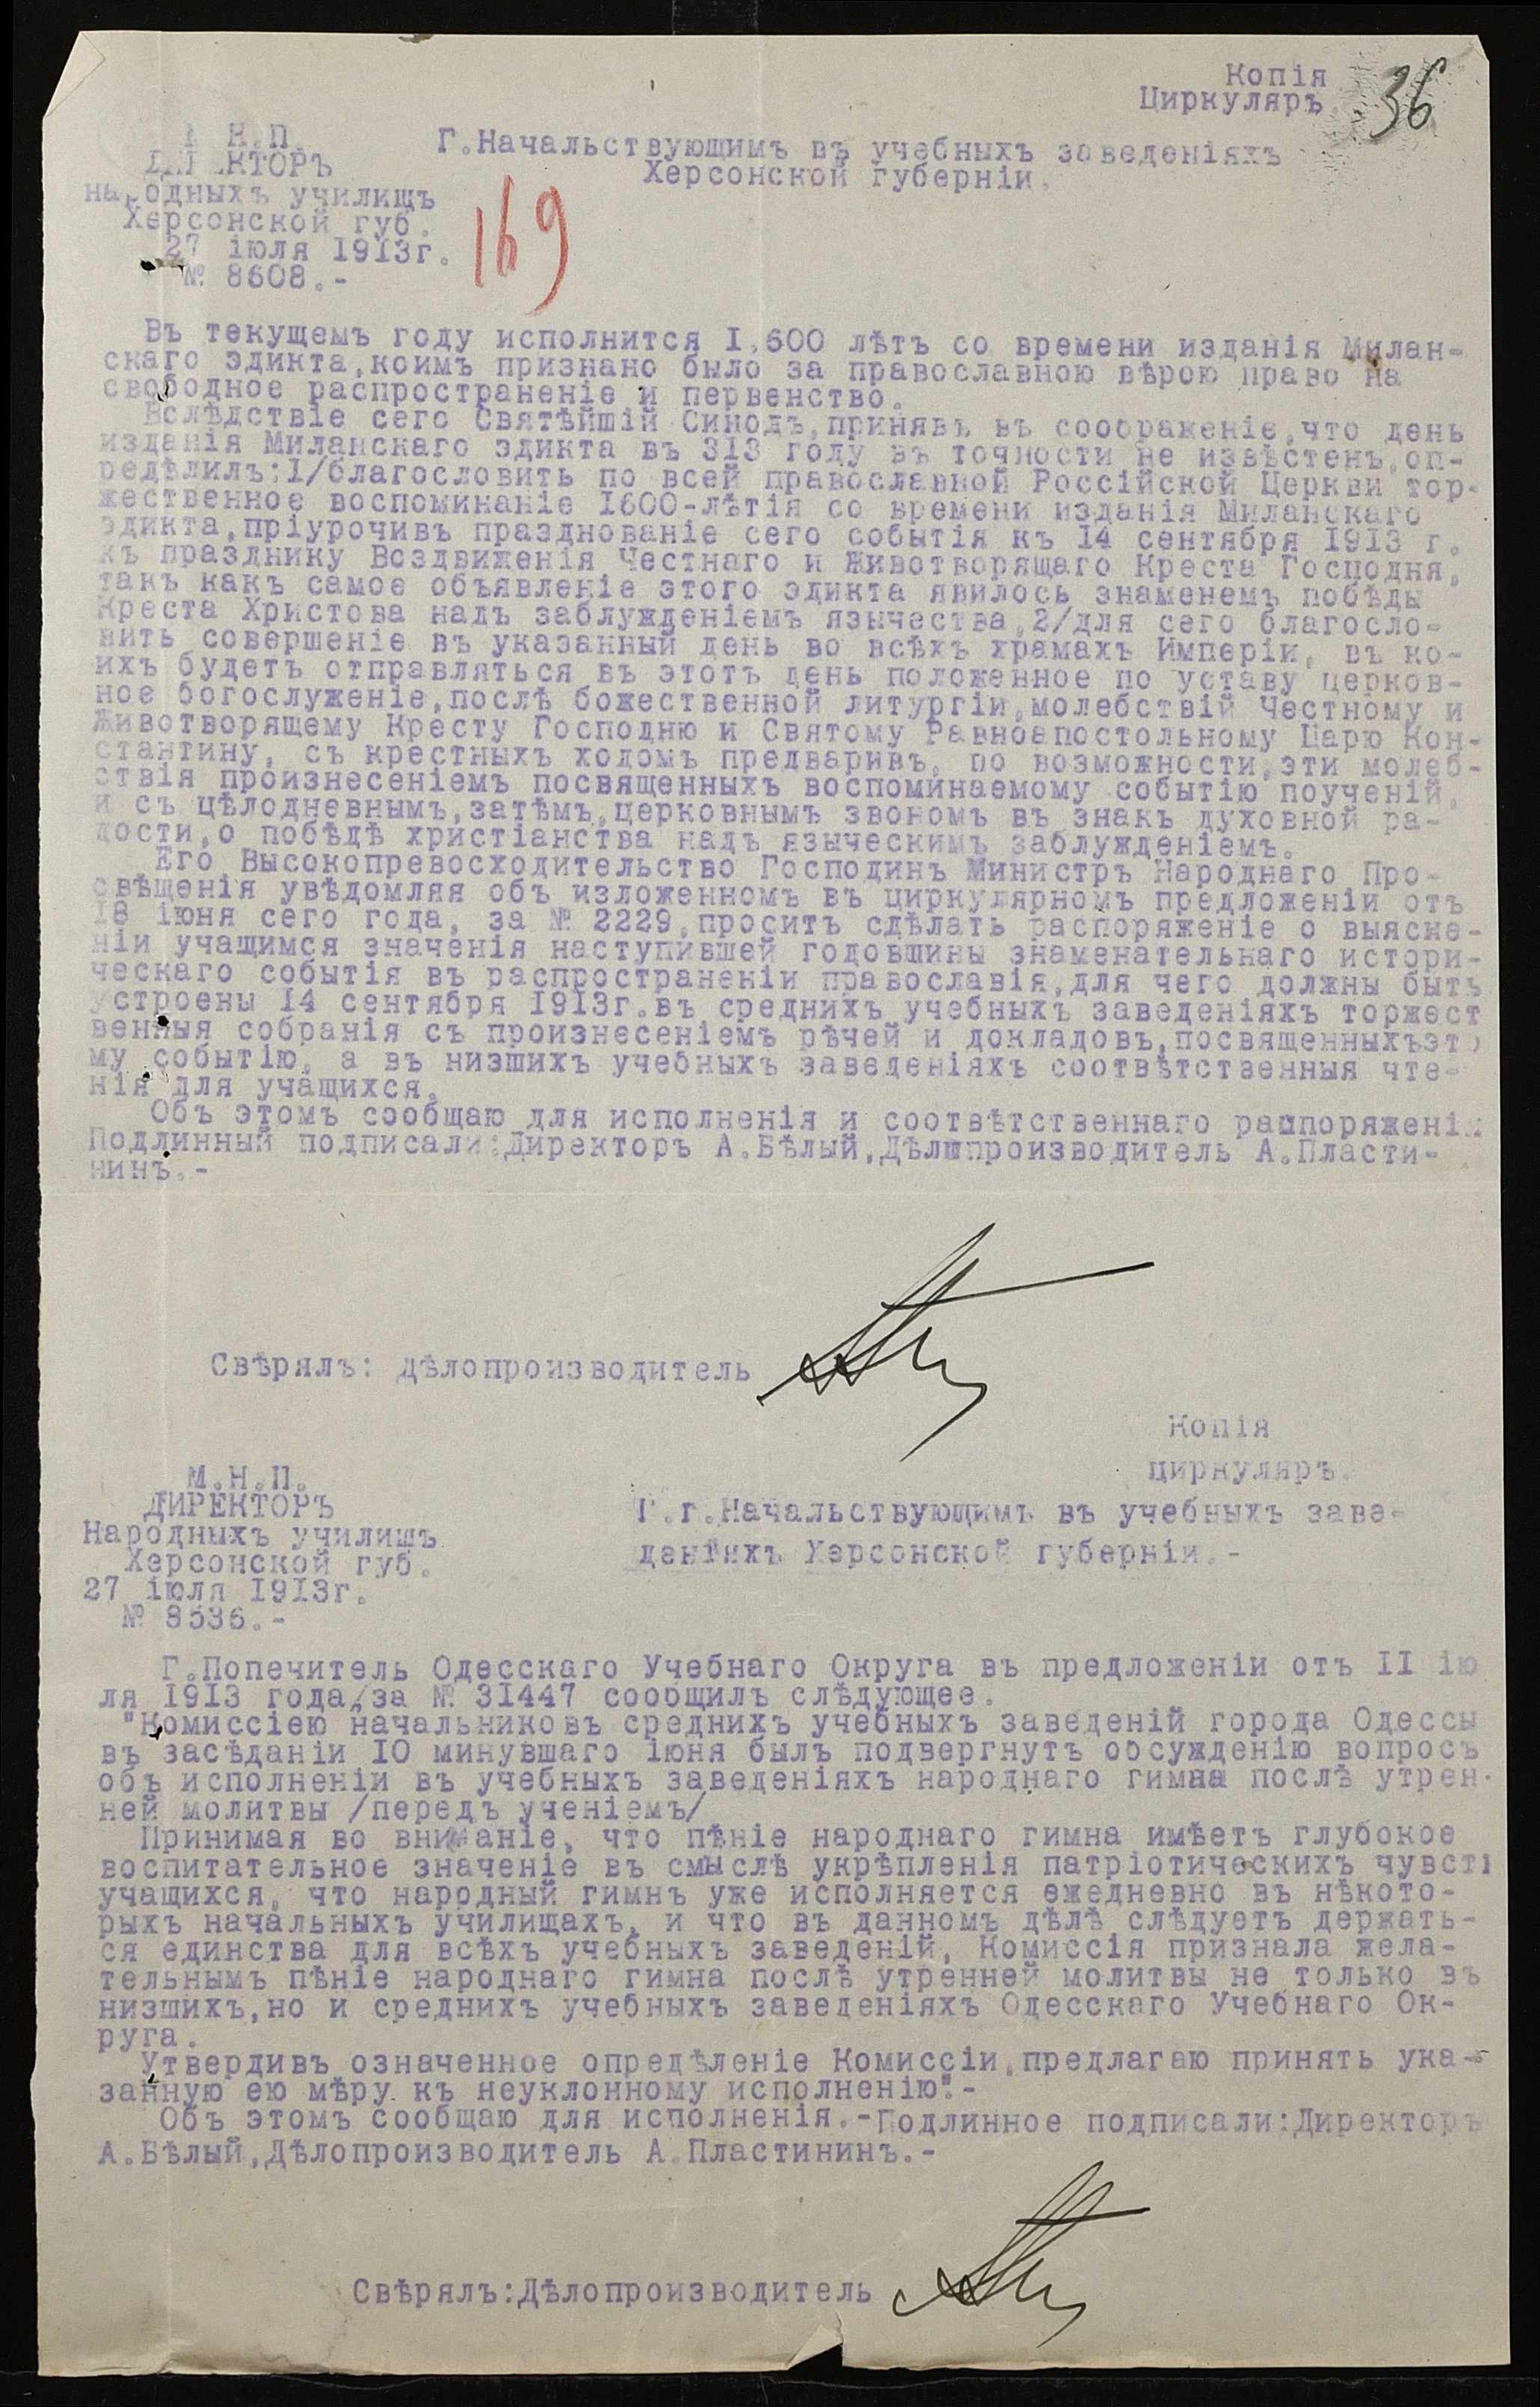 Копія
Циркуляръ.
36
М.Н.П.
ДИРЕКТОРЪ
народныхъ училищъ
Херсонской губ.
27 іюля 1913г.
№ 8608.-
Г.Начальствующимъ въ учебныхъ заведеніяхъ
Херсонской губерніи.
169
Въ текущемъ году исполнится I.600 лѣтъ со времени изданія Милан-
скаго эдикта,коимъ признано было за православною вѣрою право на
свободное распространеніе и первенство.
Вслѣдствіе сего Святѣйшій Синодъ,принявъ въ соображеніе,что день
изданія Миланскаго эдикта въ 313 году въ точности не извѣстенъ,оп-
редѣлилъ:I/благословить по всей православной Россійской Церкви тор-
жественное воспоминаніе I600-лѣтія со времени изданія Миланскаго
эдикта,пріурочивъ празднованіе сего событія къ 14 сентября 1913 г.
къ празднику Воздвиженія Честнаго и Животворящаго Креста Господня,
такъ какъ самое объявленіе этого эдикта явилось знаменемъ побѣды
Креста Христова надъ заблужденіемъ язычества,2/для сего благосло-
вить совершеніе въ указанный день во всѣхъ храмахъ Имперіи, въ ко-
ихъ будетъ отправляться въ этотъ день положенное по уставу церков-
ное богослуженіе,послѣ божественной литургіи,молебствій Честному и
Животворящему Кресту Господню и Святому Равноапостольному Царю Кон-
стантину, съ крестныхъ ходомъ предваривъ, по возможности,эти молеб-
ствія произнесеніемъ посвященныхъ воспоминаемому событію поученій,
и съ цѣлодневнымъ,затѣмъ,церковнымъ звономъ въ знакъ духовной ра-
дости,о побѣдѣ христіанства надъ языческимъ заблужденіемъ.
Его Высокопревосходительство Господинъ Министръ Народнаго Про-
свѣщенія увѣдомляя объ изложенномъ въ циркулярномъ предложеніи отъ
18 іюня сего года, за № 2229,проситъ сдѣлать распоряженіе о выясне-
ніи учащимся значенія наступившей годовщины знаменательнаго истори-
ческаго событія въ распространеніи православія,для чего должны быть
устроены 14 сентября 1913г.въ среднихъ учебныхъ заведеніяхъ торжест
венныя собранія съ произнесеніемъ рѣчей и докладовъ,посвященныхъэто
му событію, а въ низшихъ учебныхъ заведеніяхъ соотвѣтственныя чте-
нія для учащихся.
Объ этомъ сообщаю для исполненія и соотвѣтственнаго распоряженія
Подлинный подписали:Директоръ А.Бѣлый,Дѣлопроизводитель А.Пласти-
нинъ.-
Свѣрялъ: дѣлопроизводитель
Копія
циркуляръ.
М.Н.П.
ДИРЕКТОРЪ
Народныхъ училищъ
Херсонской губ.
27 іюля 1913г.
№ 8536.-
Г.г.Начальствующимъ въ учебныхъ заве-
деніяхъ Херсонской губерніи.-
Г.Попечитель Одесскаго Учебнаго Округа въ предложеніи отъ II ію
ля 1913 года,за № 31447 сообщилъ слѣдующее.
"Комиссіею начальниковъ среднихъ учебныхъ заведеній города Одессы
въ засѣданіи IO минувшаго іюня былъ подвергнутъ обсужденію вопросъ
объ исполненіи въ учебныхъ заведеніяхъ народнаго гимна послѣ утрен-
ней молитвы /передъ ученіемъ/
Принимая во вниманіе, что пѣніе народнаго гимна имѣетъ глубокое
воспитательное значеніе въ смыслѣ укрѣпленія патріотическихъ чувств
учащихся, что народный гимнъ уже исполняется ежедневно въ нѣкото-
рыхъ начальныхъ училищахъ, и что въ данномъ дѣлѣ слѣдуетъ держать-
ся единства для всѣхъ учебныхъ заведеній, Комиссія признала жела-
тельнымъ пѣніе народнаго гимна послѣ утренней молитвы не только въ
низшихъ,но и среднихъ учебныхъ заведеніяхъ Одесскаго Учебнаго Ок-
руга.
Утвердивъ означенное опредѣленіе Комиссіи,предлагаю принять ука-
занную ею мѣру къ неуклонному исполненію".-
Объ этомъ сообщаю для исполненія.-Подлинное подписали:Директоръ
А.Бѣлый,Дѣлопроизводитель А.Пластининъ.-
Свѣрялъ:Дѣлопроизводитель